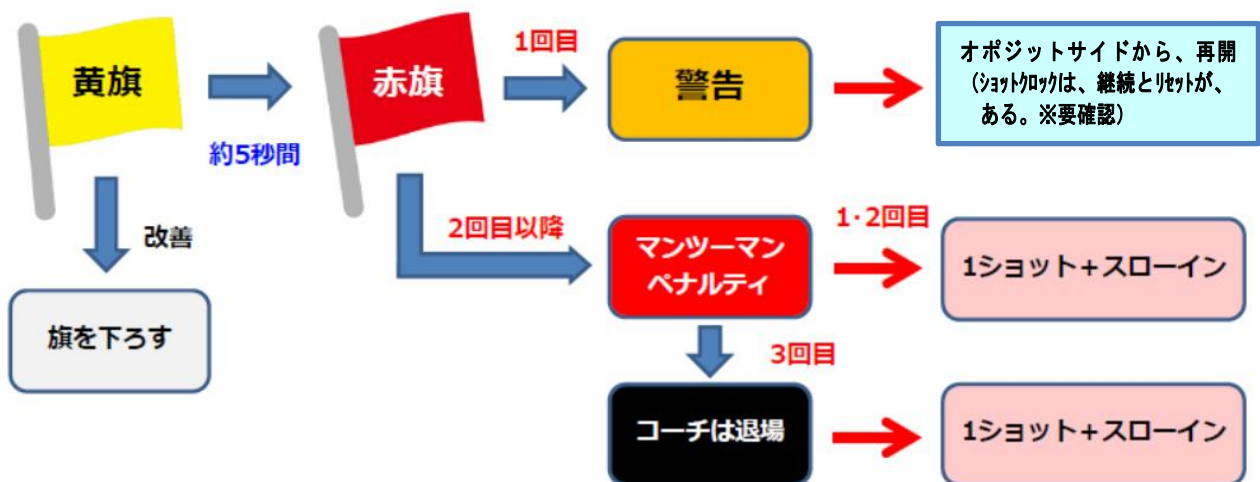 黄旗
約5秒間
赤旗
1回目
警告
オポジットサイドから、再開
（ｼｮｯﾄｸﾛｯｸは、継続とﾘｾｯﾄが、
ある。※要確認）
改善
旗を下ろす
2回目以降
マンツーマン
ペナルティ
1・2回目
1ショット＋スローイン
3回目
コーチは退場
1ショット＋スローイン